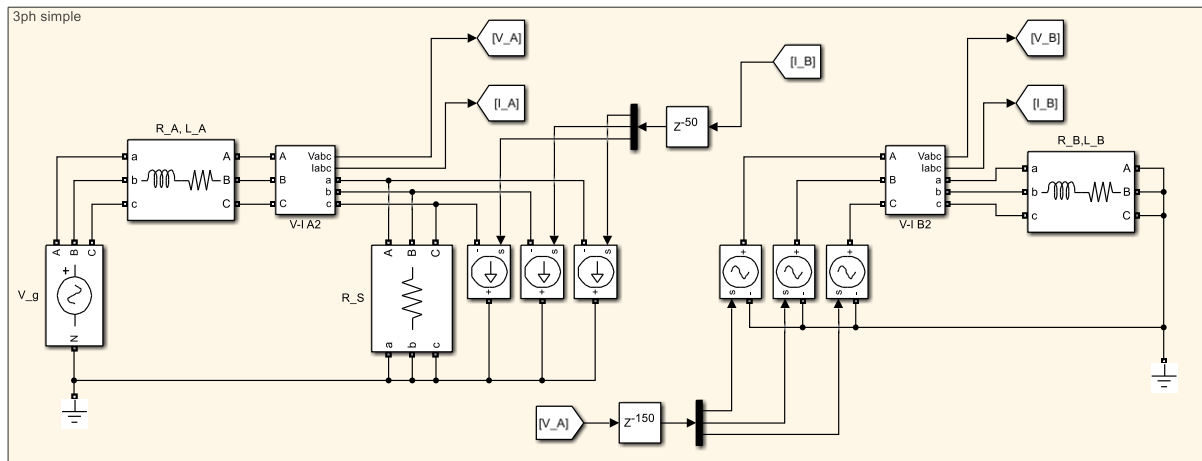 3ph simple
[V_A]
[I_A]
[I_B]
Z-50
[V_B]
[I_B]
R_A, L_A
a
b
c
A
B
C
A
B
C
Vabc
Iabc
a
b
c
V-I A2
A
B
C
Vabc
Iabc
a
b
c
V-I B2
R_B,L_B
a
b
c
A
B
C
V_g
A
B
C
+
N
R_S
A
B
C
a
b
c
-
s
+
-
s
+
-
s
+
+
s
-
+
s
-
+
s
-
[V_A]
Z-150